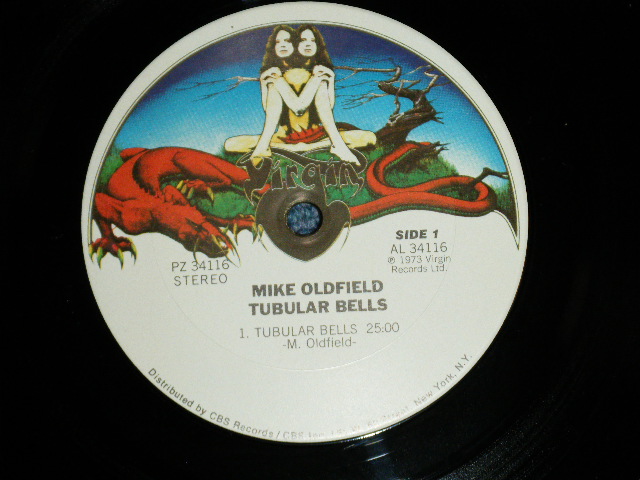 Virgin
PZ 34116
STEREO
SIDE 1
AL 34116
℗ 1973 Virgin
Records Ltd.
MIKE OLDFIELD
TUBULAR BELLS
1. TUBULAR BELLS 25:00
-M. Oldfield-
Distributed by CBS Records / CBS Inc. New York, N.Y.